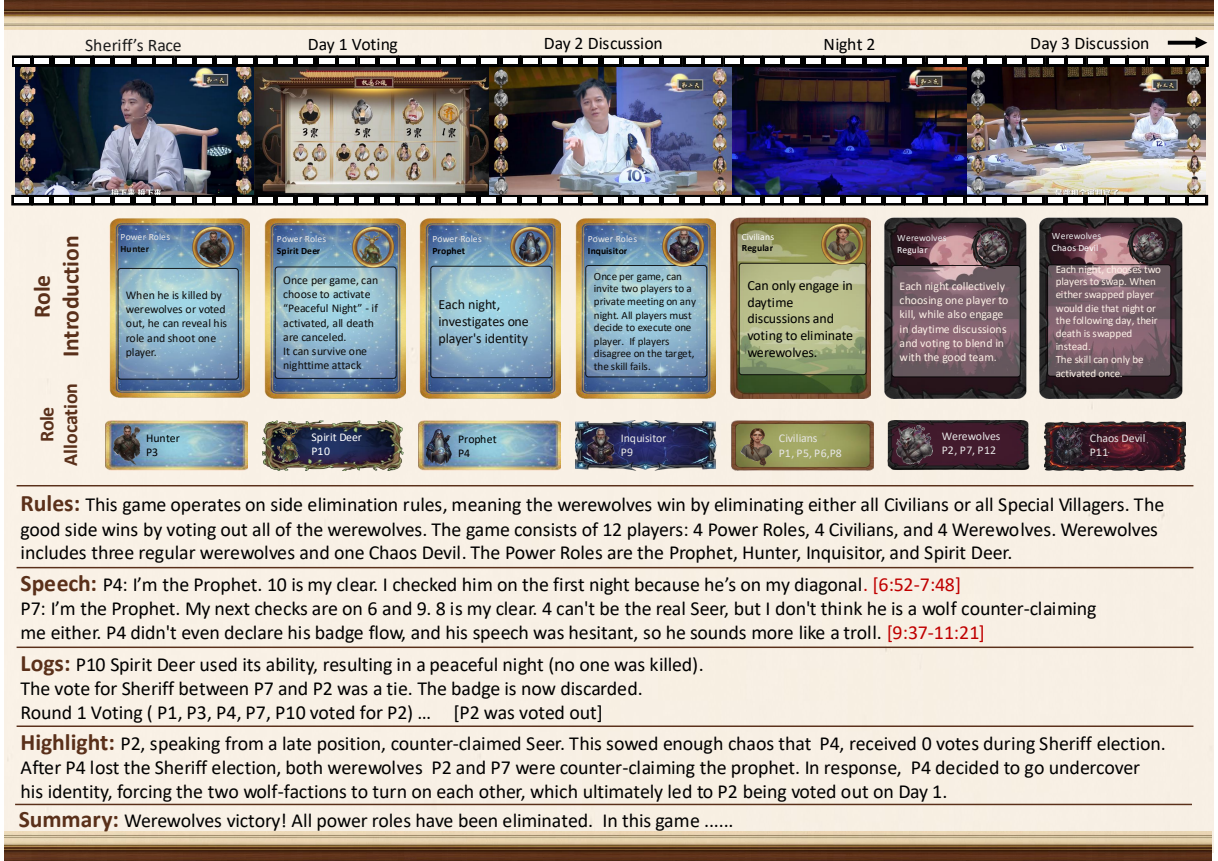 Sheriff's Race
Day 1 Voting
Day 2 Discussion
Night 2
Day 3 Discussion
3票
5票
3票
1票
10
12
Role
Introduction
Power Roles
Hunter
When he is killed by
werewolves or voted
out, he can reveal his
role and shoot one
player.
Power Roles
Spirit Deer
Once per game, can
choose to activate
“Peaceful Night” - if
activated, all death
are canceled.
It can survive one
nighttime attack
Power Roles
Prophet
Each night,
investigates one
player's identity
Power Roles
Inquisitor
Once per game, can
invite two players to a
private meeting on any
night. All players must
decide to execute one
player. If players
disagree on the target,
the skill fails.
Civilians
Regular
Can only engage in
daytime
discussions and
voting to eliminate
werewolves.
Werewolves
Regular
Each night collectively
choosing one player to
kill, while also engage
in daytime discussions
and voting to blend in
with the good team.
Werewolves
Chaos Devil
Each night, chooses two
players to swap. When
either swapped player
would die that night or
the following day, their
death is swapped
instead.
The skill can only be
activated once.
Role
Allocation
Hunter
P3
Spirit Deer
P10
Prophet
P4
Inquisitor
P9
Civilians
P1, P5, P6,P8
Werewolves
P2, P7, P12
Chaos Devil
P11
Rules: This game operates on side elimination rules, meaning the werewolves win by eliminating either all Civilians or all Special Villagers. The
good side wins by voting out all of the werewolves. The game consists of 12 players: 4 Power Roles, 4 Civilians, and 4 Werewolves. Werewolves
includes three regular werewolves and one Chaos Devil. The Power Roles are the Prophet, Hunter, Inquisitor, and Spirit Deer.
Speech: P4: I'm the Prophet. 10 is my clear. I checked him on the first night because he's on my diagonal. [6:52-7:48]
P7: I'm the Prophet. My next checks are on 6 and 9. 8 is my clear. 4 can't be the real Seer, but I don't think he is a wolf counter-claiming
me either. P4 didn't even declare his badge flow, and his speech was hesitant, so he sounds more like a troll. [9:37-11:21]
Logs: P10 Spirit Deer used its ability, resulting in a peaceful night (no one was killed).
The vote for Sheriff between P7 and P2 was a tie. The badge is now discarded.
Round 1 Voting ( P1, P3, P4, P7, P10 voted for P2) ... [P2 was voted out]
Highlight: P2, speaking from a late position, counter-claimed Seer. This sowed enough chaos that P4, received 0 votes during Sheriff election.
After P4 lost the Sheriff election, both werewolves P2 and P7 were counter-claiming the prophet. In response, P4 decided to go undercover
his identity, forcing the two wolf-factions to turn on each other, which ultimately led to P2 being voted out on Day 1.
Summary: Werewolves victory! All power roles have been eliminated. In this game ......